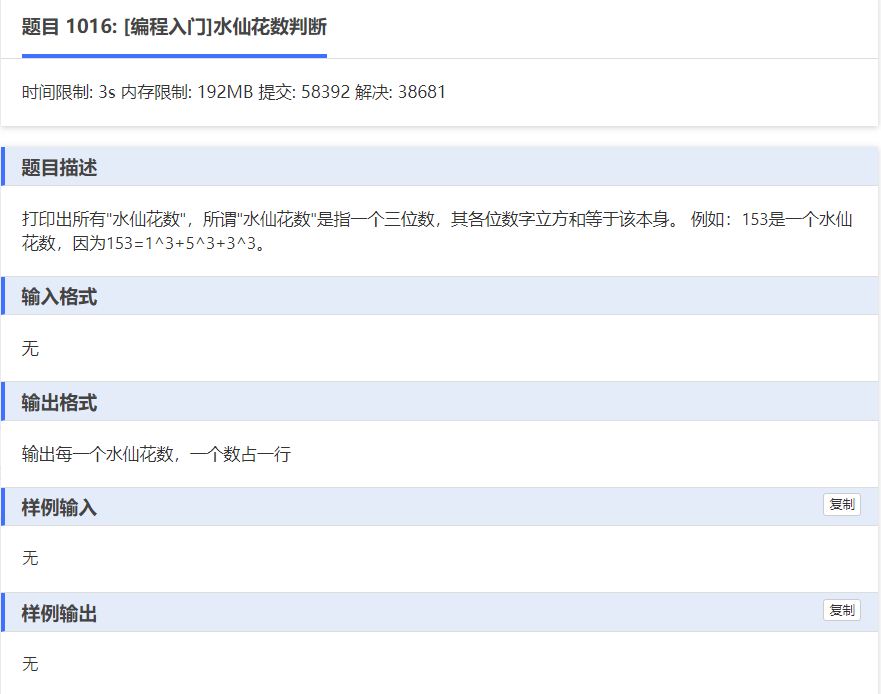 题目 1016: [编程入门]水仙花数判断
时间限制: 3s 内存限制: 192MB 提交: 58392 解决: 38681
题目描述
打印出所有"水仙花数"，所谓"水仙花数"是指一个三位数，其各位数字立方和等于该本身。 例如：153是一个水仙
花数，因为153=1^3+5^3+3^3。
输入格式
无
输出格式
输出每一个水仙花数，一个数占一行
样例输入 复制
无
样例输出 复制
无